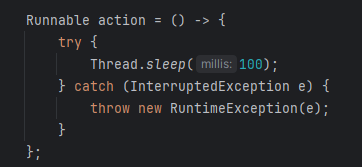 Runnable action = () -> {
    try {
        Thread.sleep( millis: 100);
    } catch (InterruptedException e) {
        throw new RuntimeException(e);
    }
};